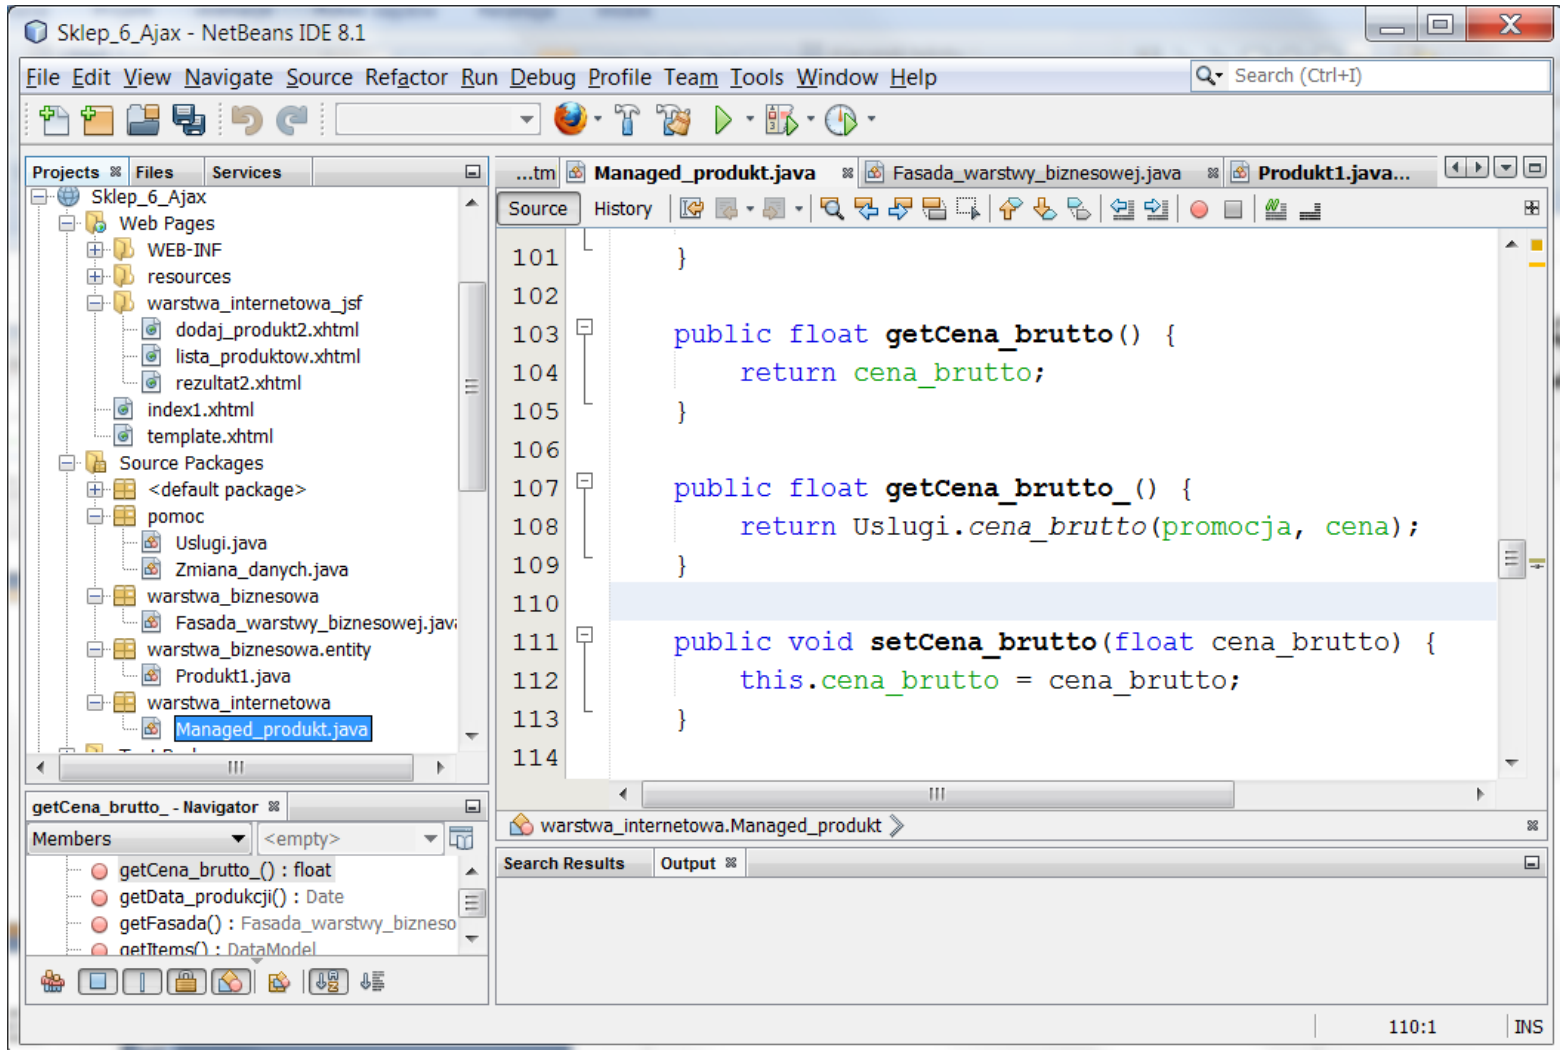 Sklep_6_Ajax - NetBeans IDE 8.1
File Edit View Navigate Source Refactor Run Debug Profile Team Tools Window Help
Search (Ctrl+I)
Projects Files Services
Sklep_6_Ajax
Web Pages
WEB-INF
resources
warstwa_internetowa_jsf
dodaj_produkt2.xhtml
lista_produktow.xhtml
rezultat2.xhtml
index1.xhtml
template.xhtml
Source Packages
<default package>
pomoc
Uslugi.java
Zmiana_danych.java
warstwa_biznesowa
Fasada_warstwy_biznesowej.java
warstwa_biznesowa.entity
Produkt1.java
warstwa_internetowa
Managed_produkt.java
getCena_brutto_ - Navigator
Members <empty>
getCena_brutto_() : float
getData_produkcji() : Date
getFasada() : Fasada_warstwy_bizneso
getItems() : DataModel
...tm Managed_produkt.java Fasada_warstwy_biznesowej.java Produkt1.java...
Source History
101 }
102
103 public float getCena_brutto() {
104 return cena_brutto;
105 }
106
107 public float getCena_brutto_() {
108 return Uslugi.cena_brutto(promocja, cena);
109 }
110
111 public void setCena_brutto(float cena_brutto) {
112 this.cena_brutto = cena_brutto;
113 }
114
warstwa_internetowa.Managed_produkt
Search Results Output
110:1 INS